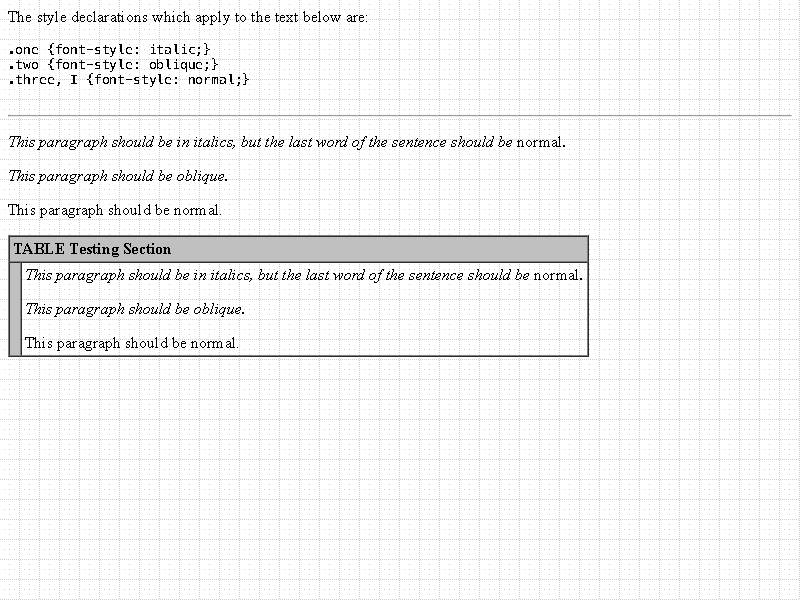 The style declarations which apply to the text below are:
.one {font-style: italic;}
.two {font-style: oblique;}
.three, I {font-style: normal;}
This paragraph should be in italics, but the last word of the sentence should be normal.
This paragraph should be oblique.
This paragraph should be normal.
TABLE Testing Section
This paragraph should be in italics, but the last word of the sentence should be normal.
This paragraph should be oblique.
This paragraph should be normal.